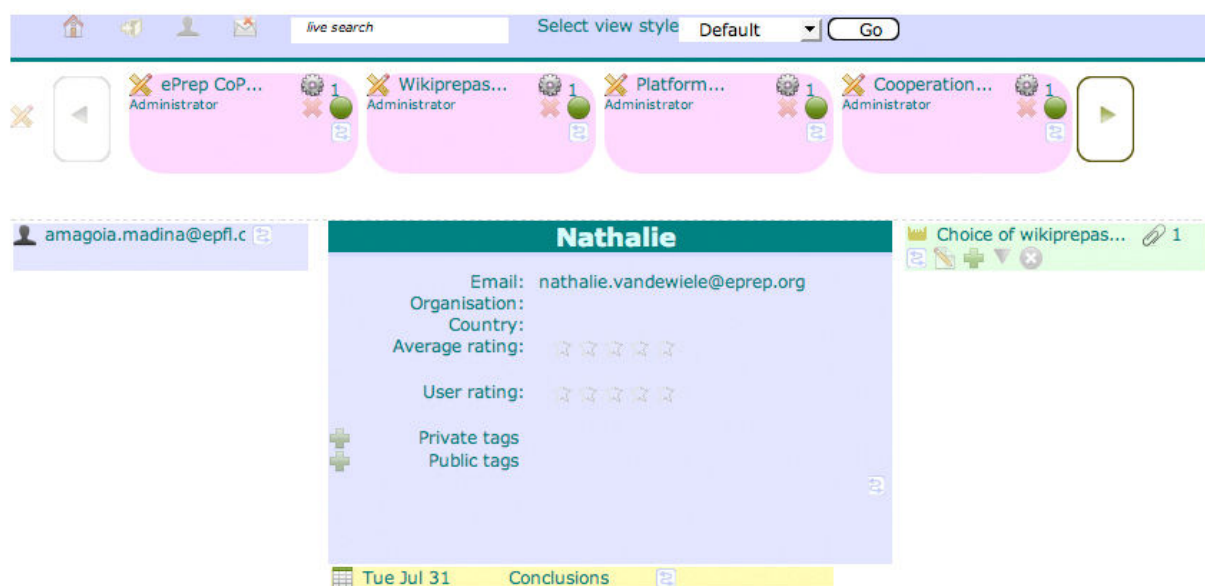 live search
Select view style
Default
Go
ePrep CoP...
1
Administrator
Wikiprepas...
1
Administrator
Platform...
1
Administrator
Cooperation...
1
Administrator
amagoia.madina@epfl.c
Nathalie
Email: nathalie.vandewiele@eprep.org
Organisation:
Country:
Average rating:
User rating:
Private tags
Public tags
Choice of wikiprepas... 1
Tue Jul 31 Conclusions